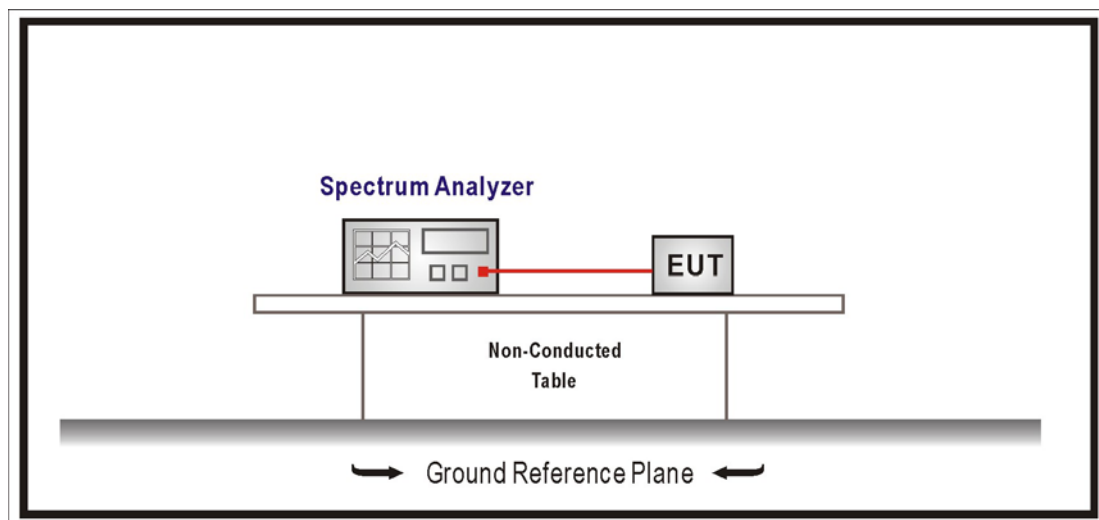 Spectrum Analyzer
EUT
Non-Conducted
Table
Ground Reference Plane